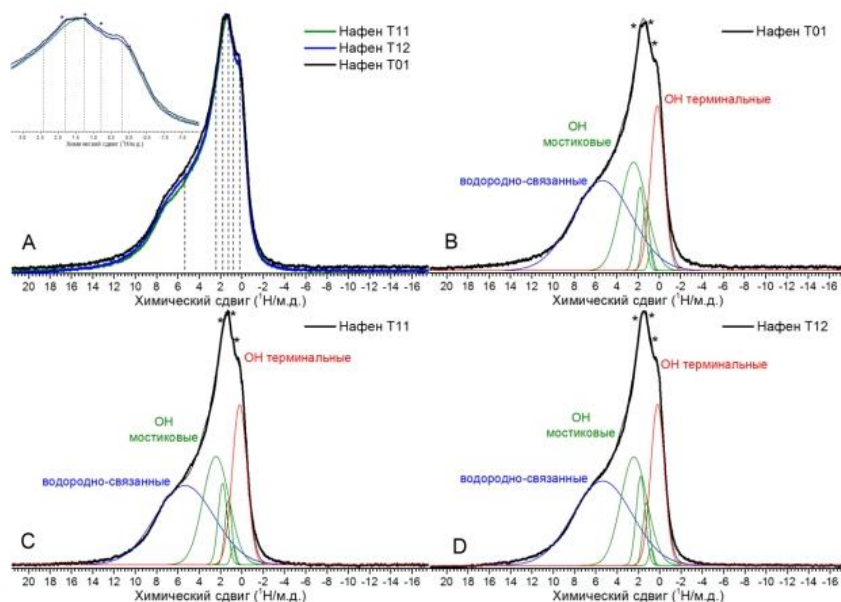 Нафен T11
Нафен T12
Нафен T01
Химический сдвиг (¹H/м.д.)
A
20 18 16 14 12 10 8 6 4 2 0 -2 -4 -6 -8 -10 -12 -14 -16
Химический сдвиг (¹H/м.д.)
* * *
Нафен T01
OH терминальные
OH
мостиковые
водородно-связанные
B
20 18 16 14 12 10 8 6 4 2 0 -2 -4 -6 -8 -10 -12 -14 -16
Химический сдвиг (¹H/м.д.)
* * *
Нафен T11
OH терминальные
OH
мостиковые
водородно-связанные
C
20 18 16 14 12 10 8 6 4 2 0 -2 -4 -6 -8 -10 -12 -14 -16
Химический сдвиг (¹H/м.д.)
* * *
Нафен T12
OH терминальные
OH
мостиковые
водородно-связанные
D
20 18 16 14 12 10 8 6 4 2 0 -2 -4 -6 -8 -10 -12 -14 -16
Химический сдвиг (¹H/м.д.)